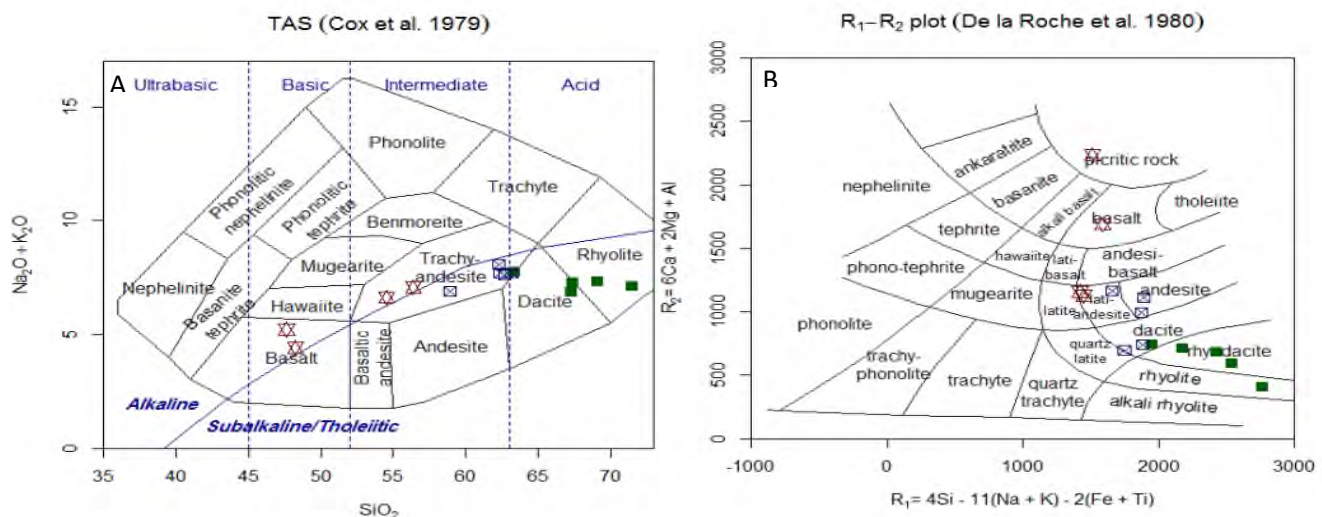 TAS (Cox et al. 1979)
A
Ultrabasic
Basic
Intermediate
Acid
Phonolite
Trachyte
Phonolitic
nephelinite
Phonolitic
tephrite
Benmoreite
Rhyolite
Trachy-
andesite
Mugearite
Nephelinite
Basanite
tephrite
Hawaiite
Dacite
Basalt
Basaltic
andesite
Andesite
Alkaline
Subalkaline/Tholeiitic
Na2O + K2O
0
5
10
15
35
40
45
50
55
60
65
70
SiO2
R1–R2 plot (De la Roche et al. 1980)
B
ankaratrite
picritic rock
nephelinite
basanite
alkali basalt
basalt
tholeiite
tephrite
hawaiite
lati-
basalt
andesi-
basalt
phono-tephrite
mugearite
latite
lati-
andesite
andesite
phonolite
dacite
quartz
latite
rhyodacite
trachy-
phonolite
trachyte
quartz
trachyte
rhyolite
alkali rhyolite
R2= 6Ca + 2Mg + Al
0
500
1000
1500
2000
2500
3000
-1000
0
1000
2000
3000
R1= 4Si - 11(Na + K) - 2(Fe + Ti)